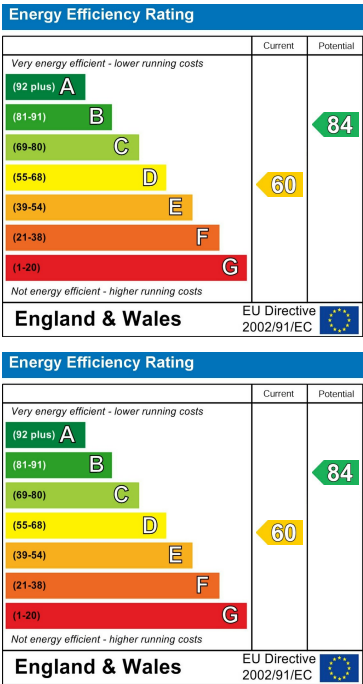 Energy Efficiency Rating
Current Potential
Very energy efficient - lower running costs
(92 plus) A
(81-91) B
84
(69-80) C
(55-68) D
60
(39-54) E
(21-38) F
(1-20) G
Not energy efficient - higher running costs
England & Wales
EU Directive
2002/91/EC
Energy Efficiency Rating
Current Potential
Very energy efficient - lower running costs
(92 plus) A
(81-91) B
84
(69-80) C
(55-68) D
60
(39-54) E
(21-38) F
(1-20) G
Not energy efficient - higher running costs
England & Wales
EU Directive
2002/91/EC